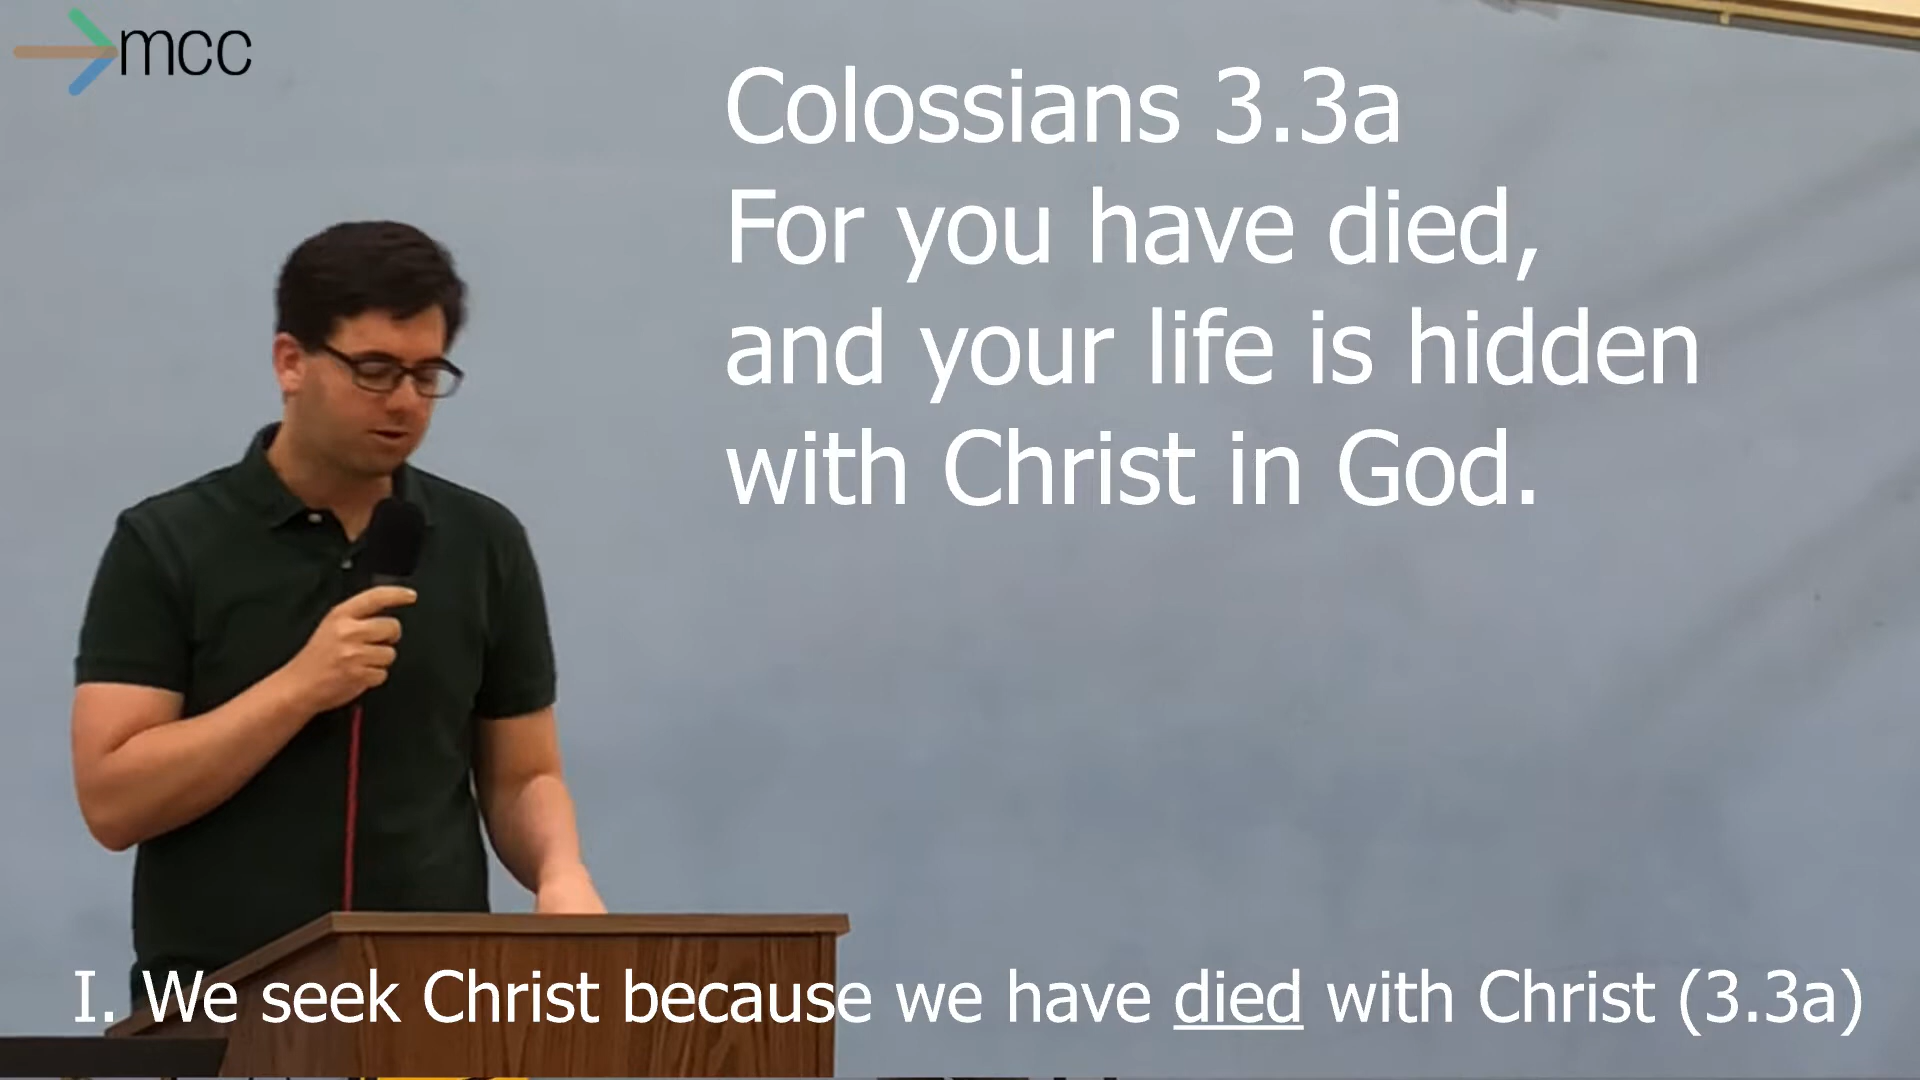 mcc
Colossians 3.3a
For you have died,
and your life is hidden
with Christ in God.
I. We seek Christ because we have died with Christ (3.3a)